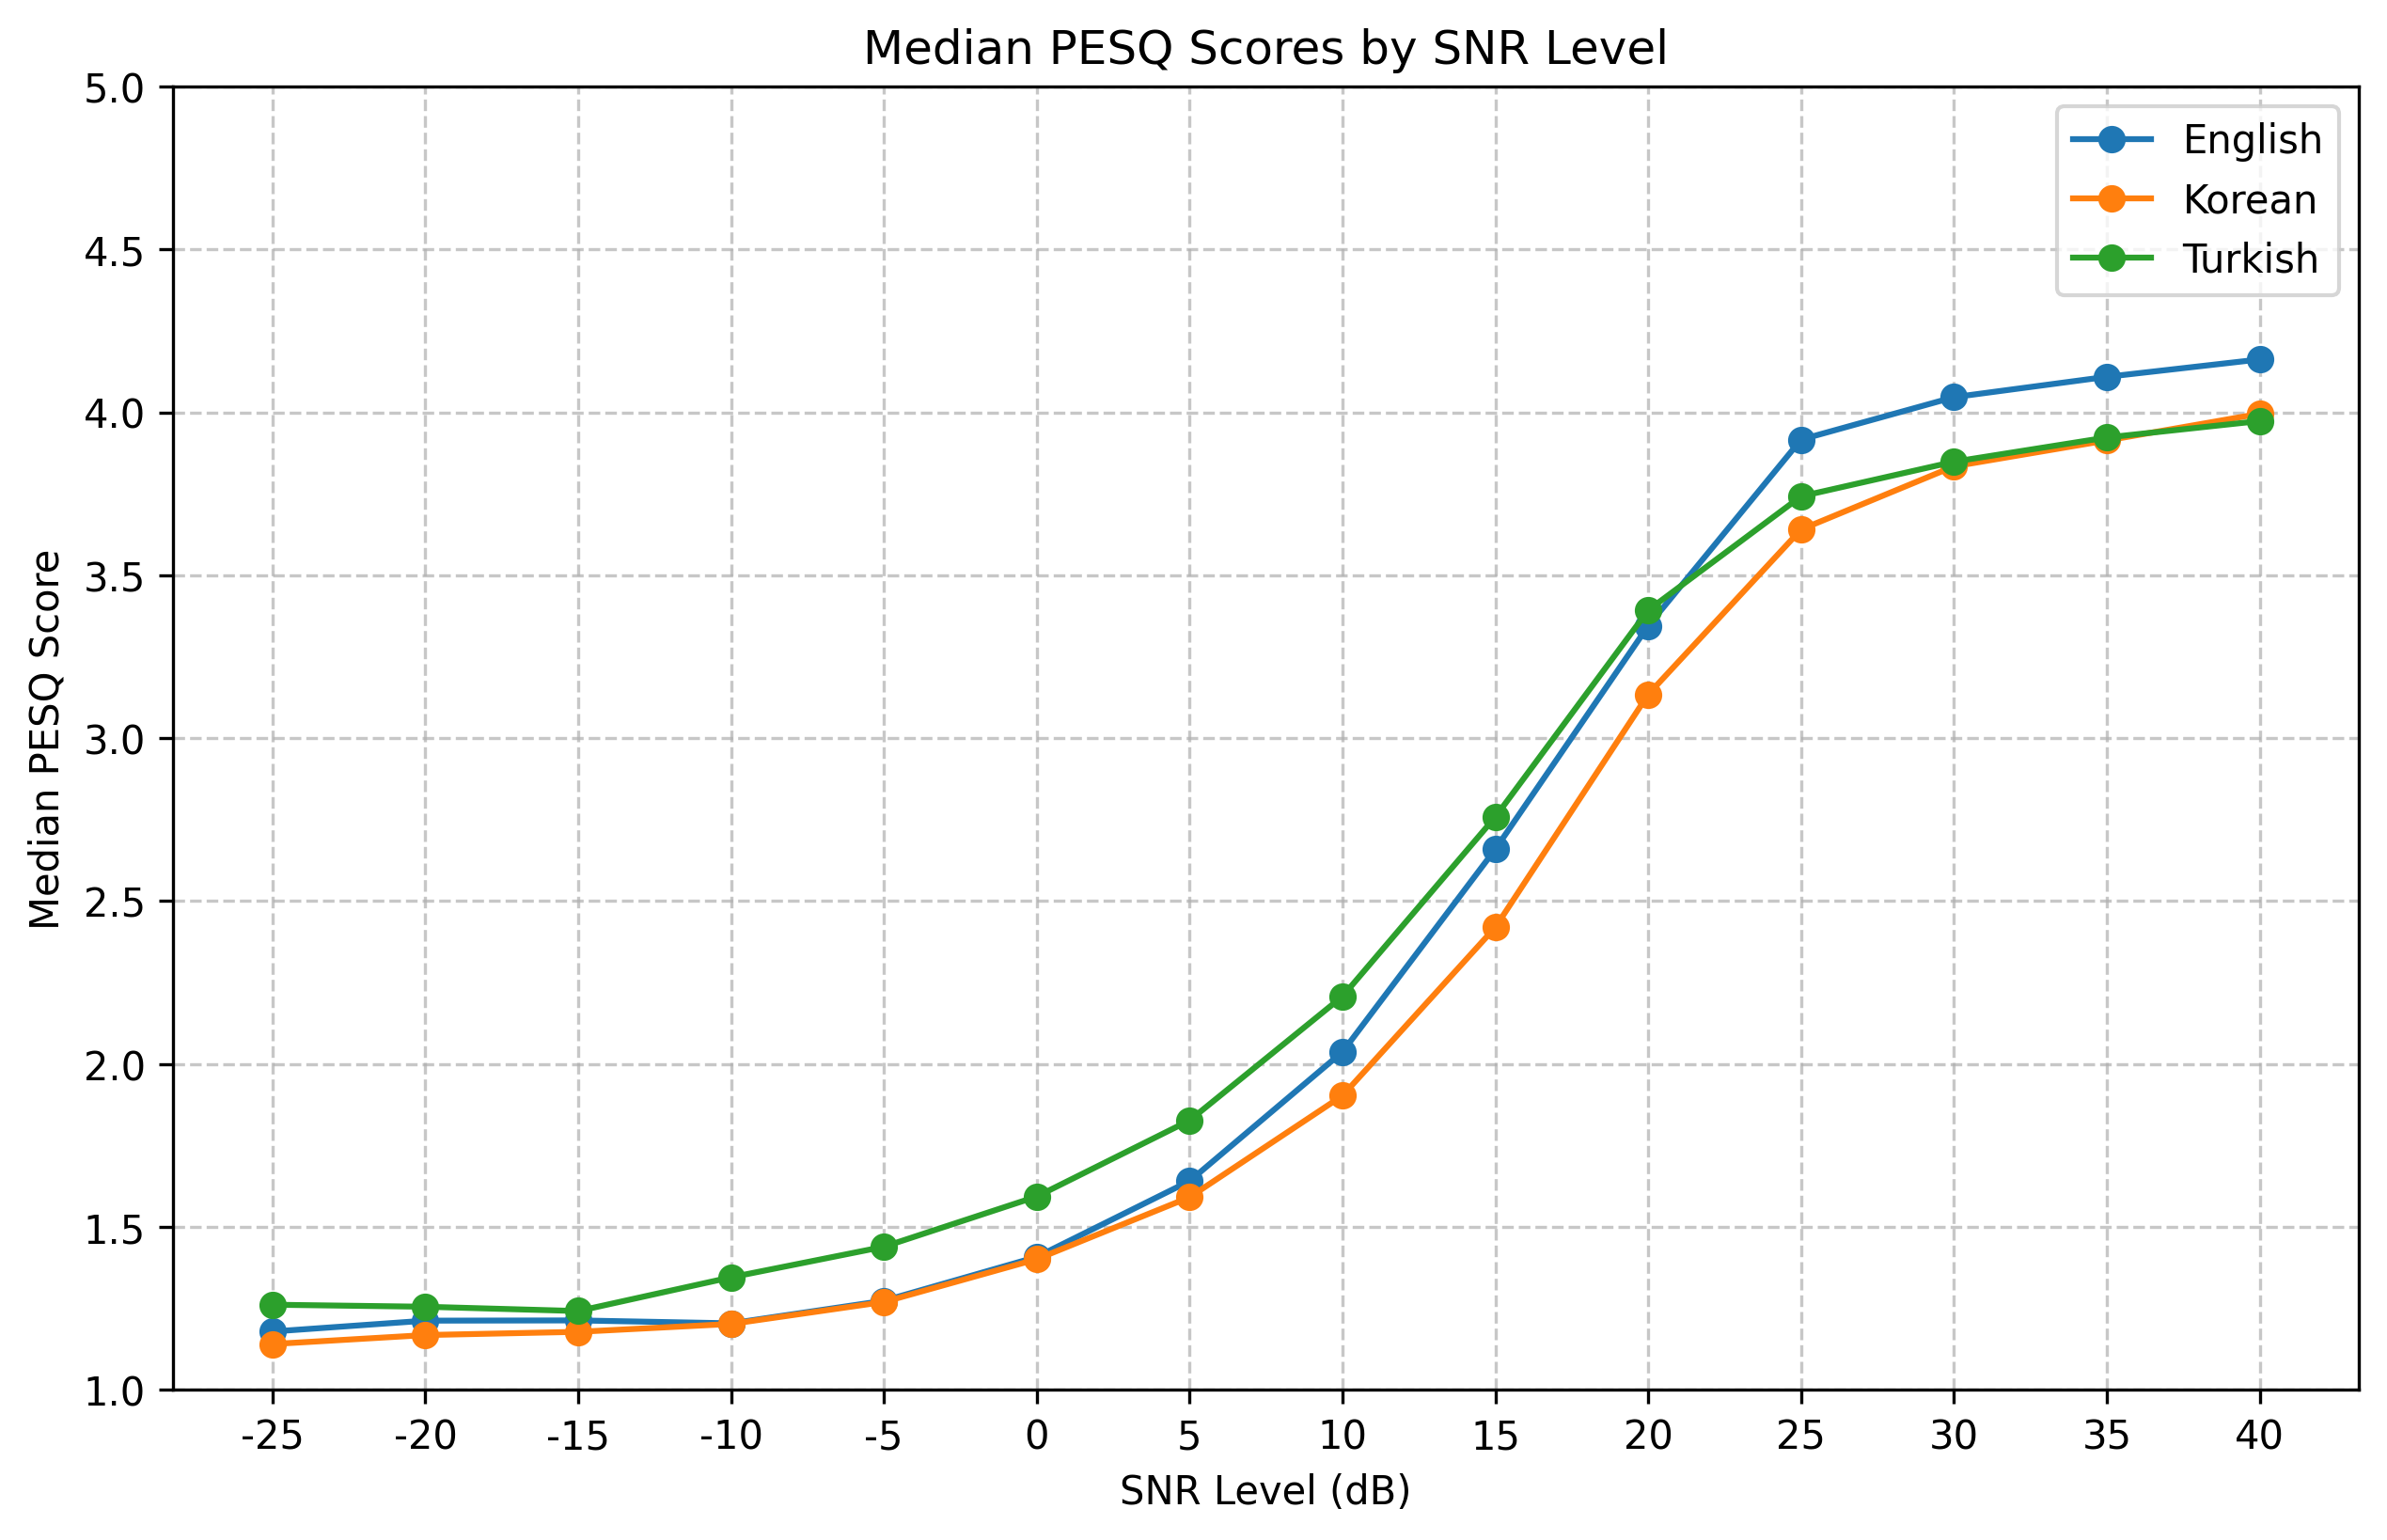 Median PESQ Scores by SNR Level
5.0
4.5
4.0
3.5
3.0
2.5
2.0
1.5
1.0
Median PESQ Score
English
Korean
Turkish
-25 -20 -15 -10 -5 0 5 10 15 20 25 30 35 40
SNR Level (dB)